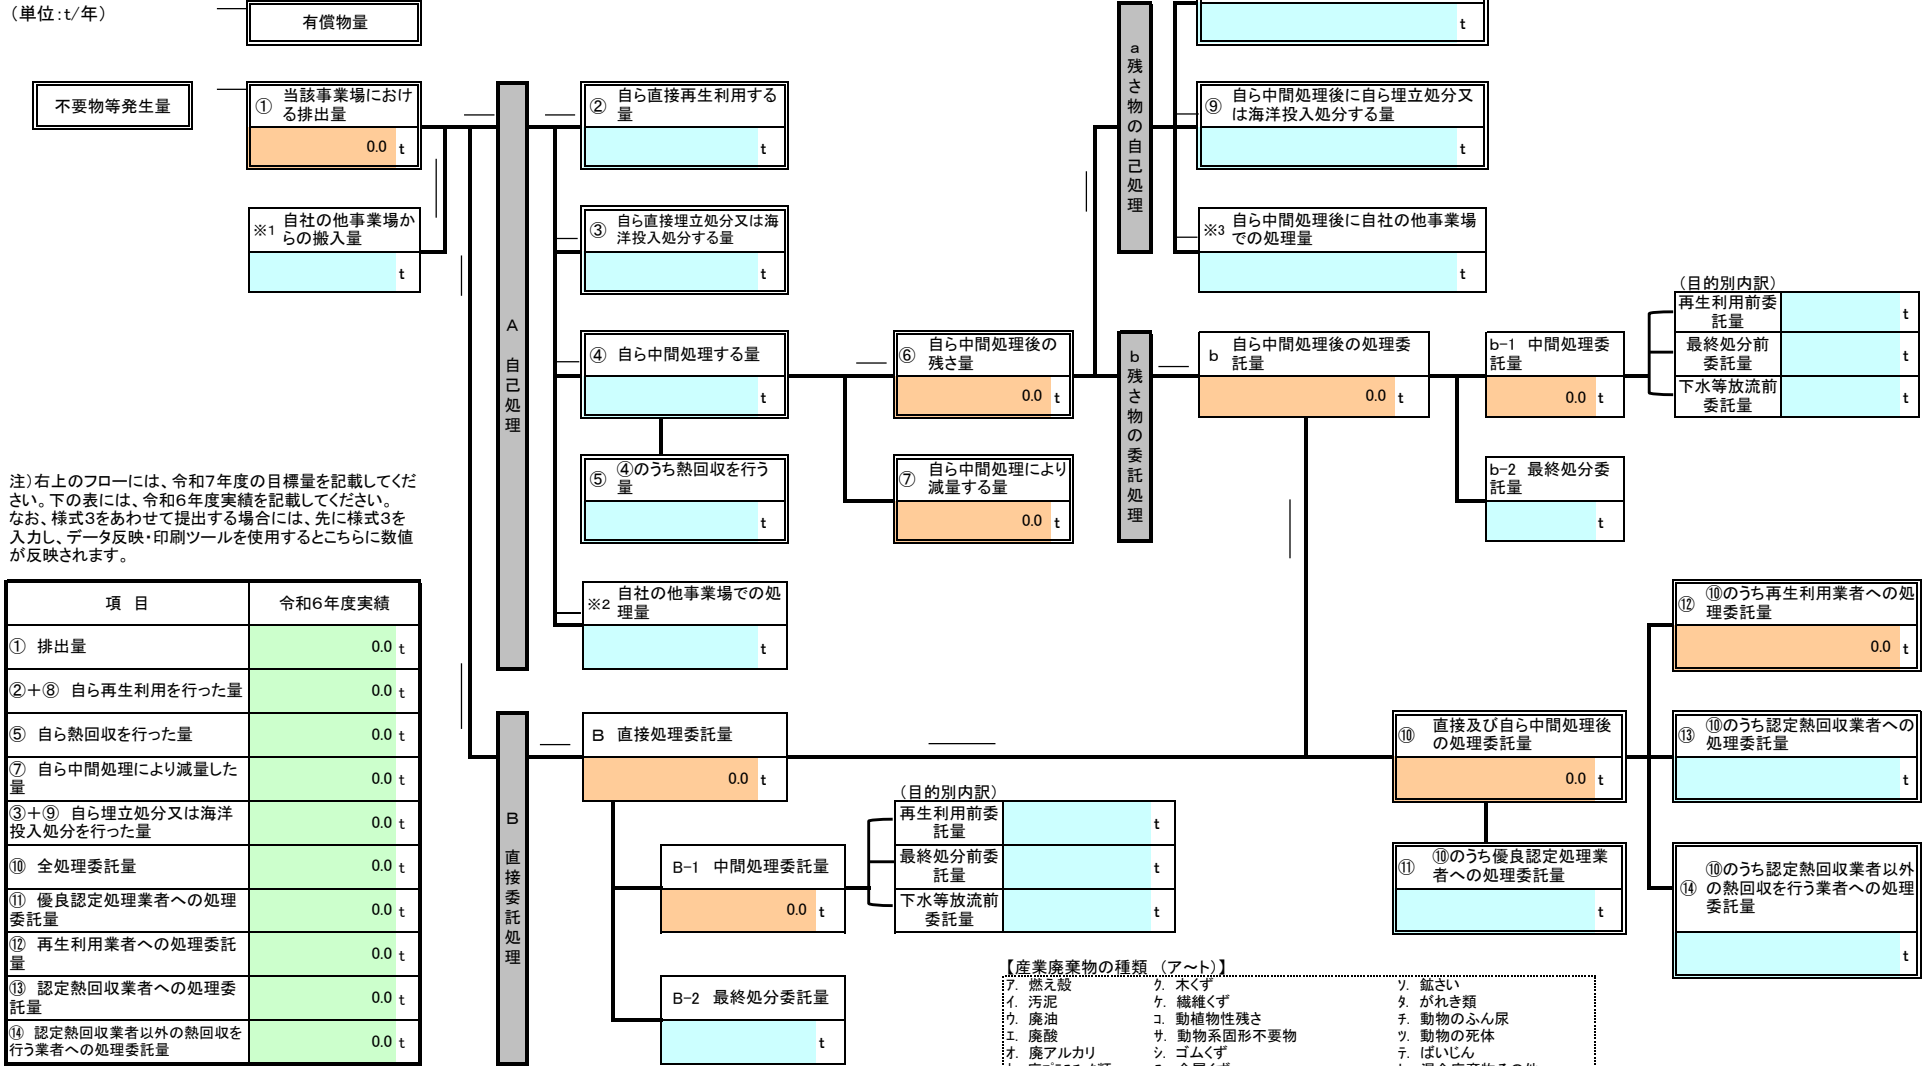 （単位：t/年）
有償物量
t
不要物等発生量
① 当該事業場におけ
る排出量
0.0 t
※1 自社の他事業場か
らの搬入量
t
A 自己処理
② 自ら直接再生利用する
量
t
③ 自ら直接埋立処分又は海
洋投入処分する量
t
④ 自ら中間処理する量
t
⑤ ④のうち熱回収を行う
量
t
※2 自社の他事業場での処
理量
t
⑥ 自ら中間処理後の
残さ量
0.0 t
⑦ 自ら中間処理により
減量する量
0.0 t
a 残さ物の自己処理
⑨ 自ら中間処理後に自ら埋立処分又
は海洋投入処分する量
t
※3 自ら中間処理後に自社の他事業場
での処理量
t
b 残さ物の委託処理
b 自ら中間処理後の処理委
託量
0.0 t
b-1 中間処理委
託量
0.0 t
b-2 最終処分委
託量
t
（目的別内訳）
再生利用前委
託量
t
最終処分前
委託量
t
下水等放流前
委託量
t
注）右上のフローには、令和7年度の目標量を記載してくだ
さい。下の表には、令和6年度実績を記載してください。
なお、様式3をあわせて提出する場合には、先に様式3を
入力し、データ反映・印刷ツールを使用するとこちらに数値
が反映されます。
項 目 令和6年度実績
① 排出量 0.0 t
②＋⑧ 自ら再生利用を行った量 0.0 t
⑤ 自ら熱回収を行った量 0.0 t
⑦ 自ら中間処理により減量した
量 0.0 t
③＋⑨ 自ら埋立処分又は海洋
投入処分を行った量 0.0 t
⑩ 全処理委託量 0.0 t
⑪ 優良認定処理業者への処理
委託量 0.0 t
⑫ 再生利用業者への処理委託
量 0.0 t
⑬ 認定熱回収業者への処理委
託量 0.0 t
⑭ 認定熱回収業者以外の熱回収を
行う業者への処理委託量 0.0 t
B 直接委託処理
B 直接処理委託量
0.0 t
B-1 中間処理委託量
0.0 t
B-2 最終処分委託量
t
（目的別内訳）
再生利用前委
託量
t
最終処分前委
託量
t
下水等放流前
委託量
t
⑩ 直接及び自ら中間処理後
の処理委託量
0.0 t
⑪ ⑩のうち優良認定処理業
者への処理委託量
t
⑫ ⑩のうち再生利用業者への処
理委託量
0.0 t
⑬ ⑩のうち認定熱回収業者への
処理委託量
t
⑭ ⑩のうち認定熱回収業者以外
の熱回収を行う業者への処理
委託量
t
【産業廃棄物の種類 （ア～ト）】
ア. 燃え殻 ク. 木くず ソ. 鉱さい
イ. 汚泥 ケ. 繊維くず タ. がれき類
ウ. 廃油 コ. 動植物性残さ チ. 動物のふん尿
エ. 廃酸 サ. 動物系固形不要物 ツ. 動物の死体
オ. 廃アルカリ シ. ゴムくず テ. ばいじん